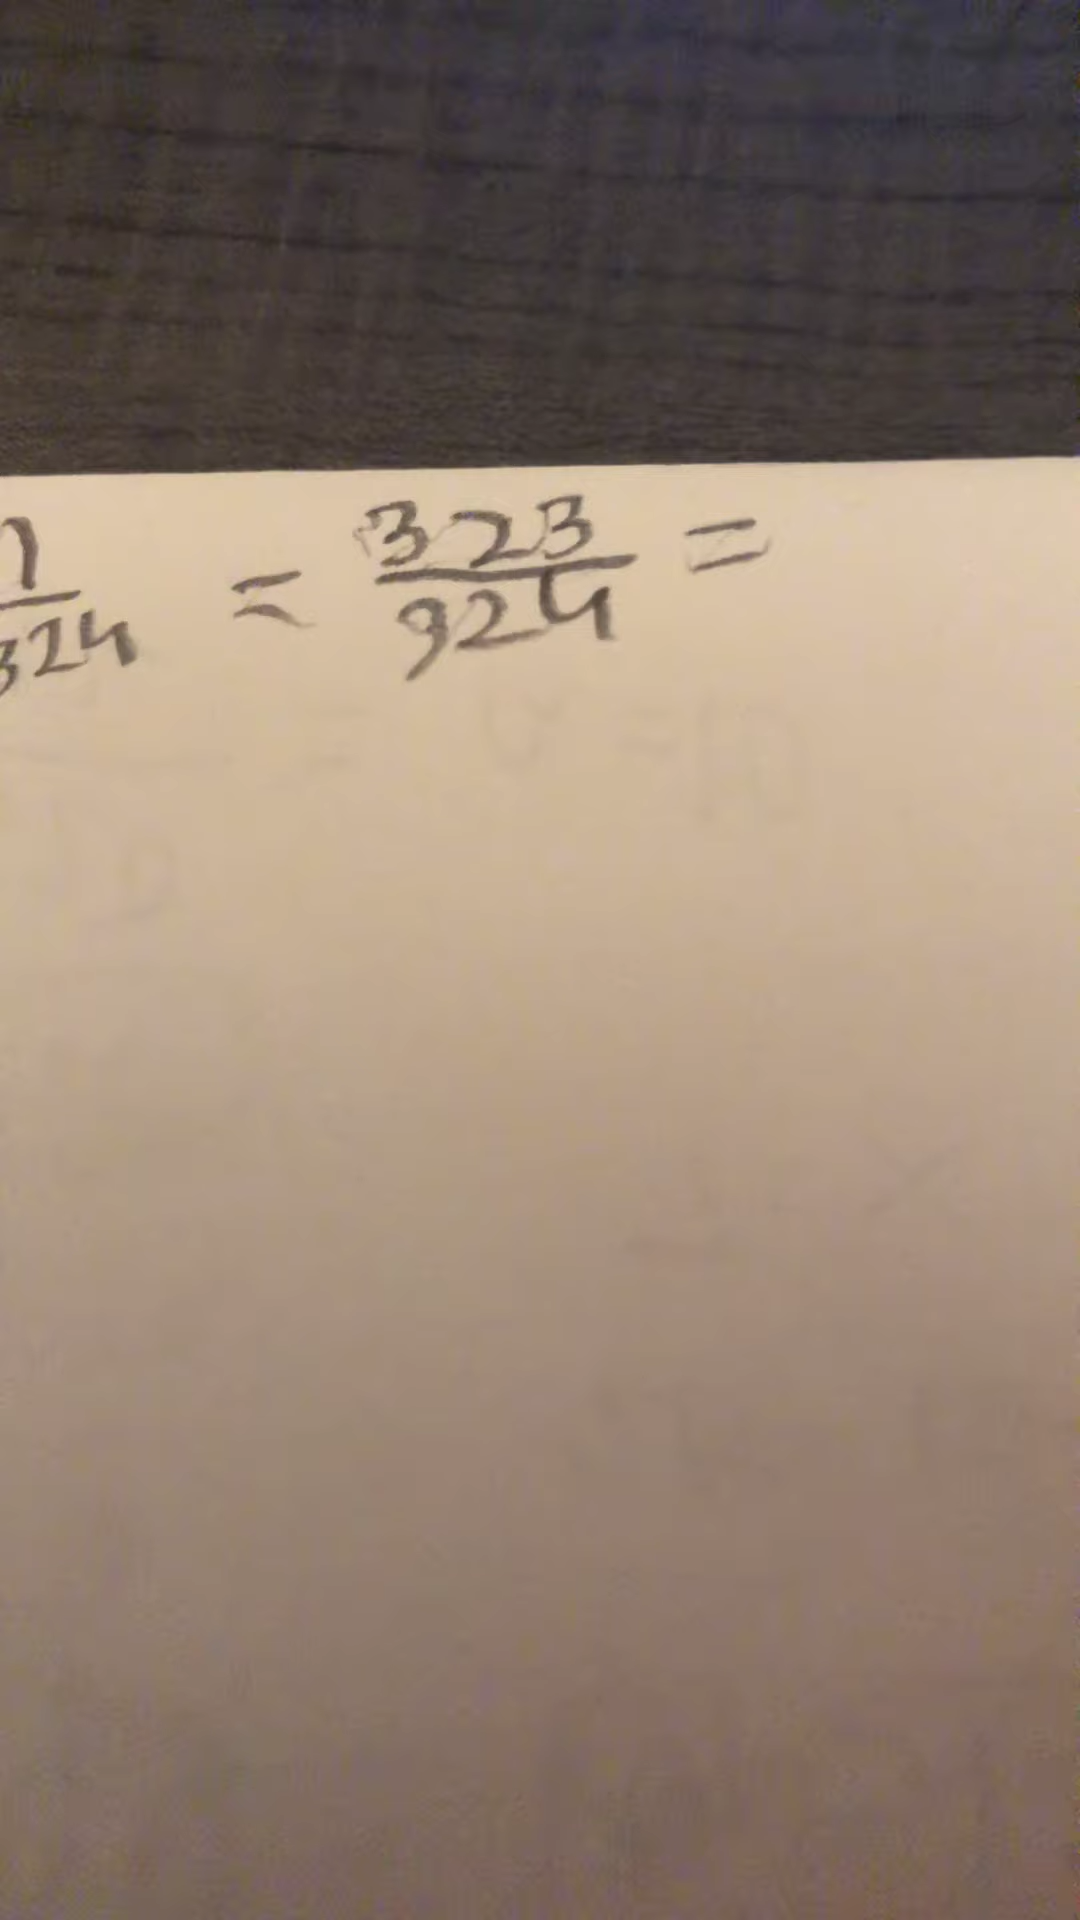 1/324 = 323/924 =